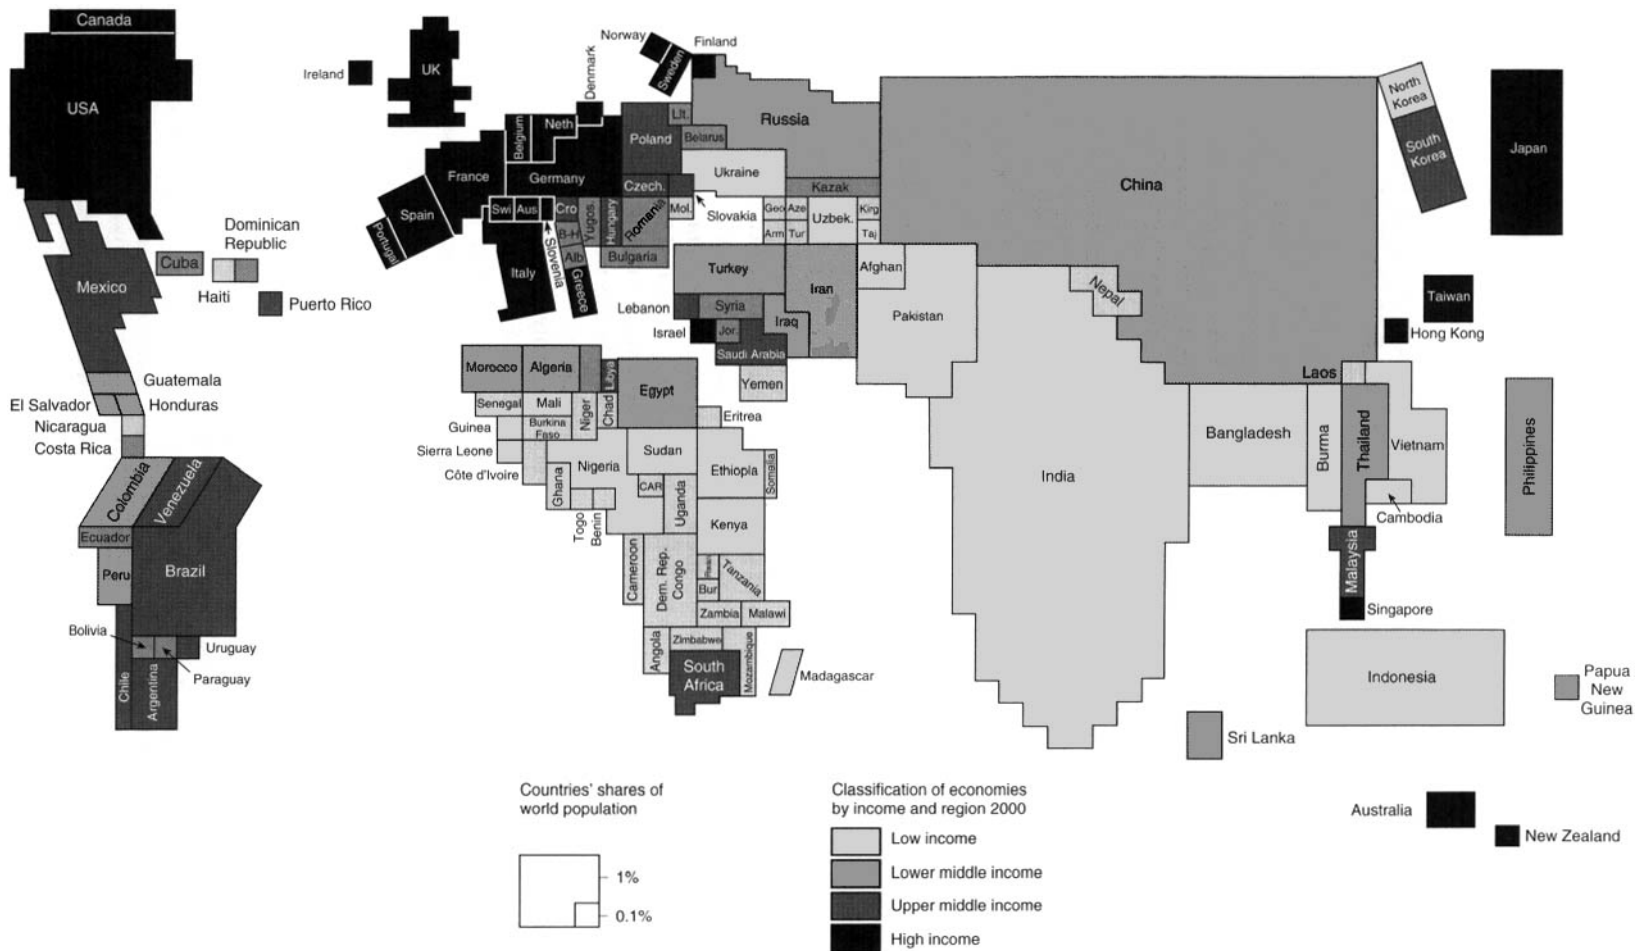 Canada
USA
Mexico
Dominican
Republic
Cuba
Haiti
Puerto Rico
Guatemala
El Salvador
Honduras
Nicaragua
Costa Rica
Colombia
Venezuela
Ecuador
Peru
Brazil
Bolivia
Uruguay
Paraguay
Chile
Argentina
Ireland
UK
Norway
Sweden
Finland
Denmark
Belgium
Neth
Germany
France
Spain
Portugal
Swi
Aus
Italy
Slovenia
Cro
B-H
Yugos.
Alb
Greece
Hungary
Romania
Bulgaria
Poland
Lit.
Belarus
Russia
Ukraine
Czech.
Slovakia
Mol.
Kazak
Geo
Aze
Uzbek.
Kirg
Arm
Tur
Taj
Turkey
Lebanon
Syria
Israel
Jor.
Iraq
Iran
Saudi Arabia
Yemen
Afghan
Pakistan
Morocco
Algeria
Libya
Egypt
Senegal
Mali
Niger
Chad
Eritrea
Guinea
Burkina
Faso
Sierra Leone
Côte d'Ivoire
Ghana
Togo
Benin
Nigeria
Sudan
CAR
Uganda
Ethiopla
Somalia
Kenya
Cameroon
Dem. Rep.
Congo
Bur
Tanzania
Zambia
Malawi
Angola
Zimbabwe
Mozambique
South
Africa
Madagascar
China
Nepal
India
Bangladesh
Burma
Laos
Thailand
Vietnam
Cambodia
Malaysia
Singapore
Indonesia
Sri Lanka
North
Korea
South
Korea
Japan
Taiwan
Hong Kong
Philippines
Papua
New
Guinea
Australia
New Zealand
Countries' shares of
world population
1%
0.1%
Classification of economies
by income and region 2000
Low income
Lower middle income
Upper middle income
High income